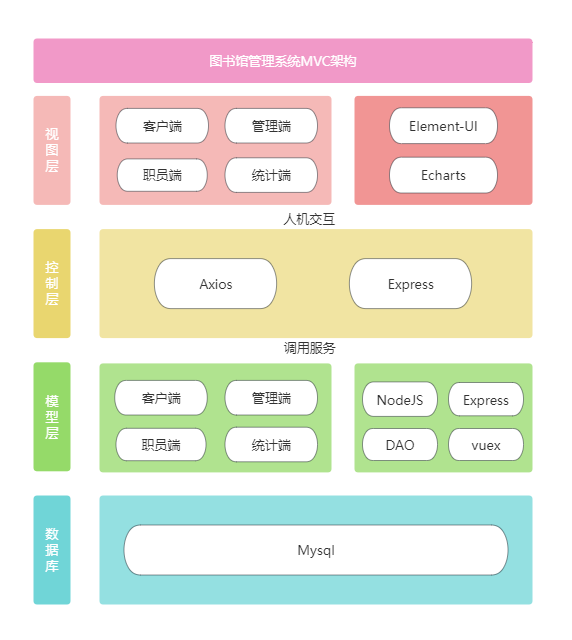 图书馆管理系统MVC架构
视图层
客户端
管理端
职员端
统计端
Element-UI
Echarts
人机交互
控制层
Axios
Express
调用服务
模型层
客户端
管理端
职员端
统计端
NodeJS
Express
DAO
vuex
数据库
Mysql